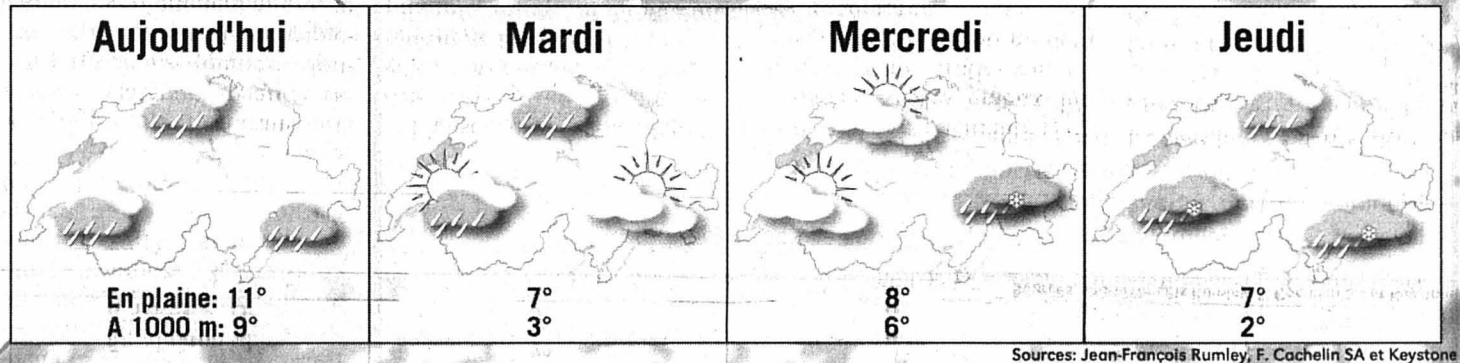 Aujourd'hui
Mardi
Mercredi
Jeudi
En plaine: 11°
A 1000 m: 9°
7°
3°
8°
6°
7°
2°
Sources: Jean-François Rumley, F. Cachelin SA et Keystone